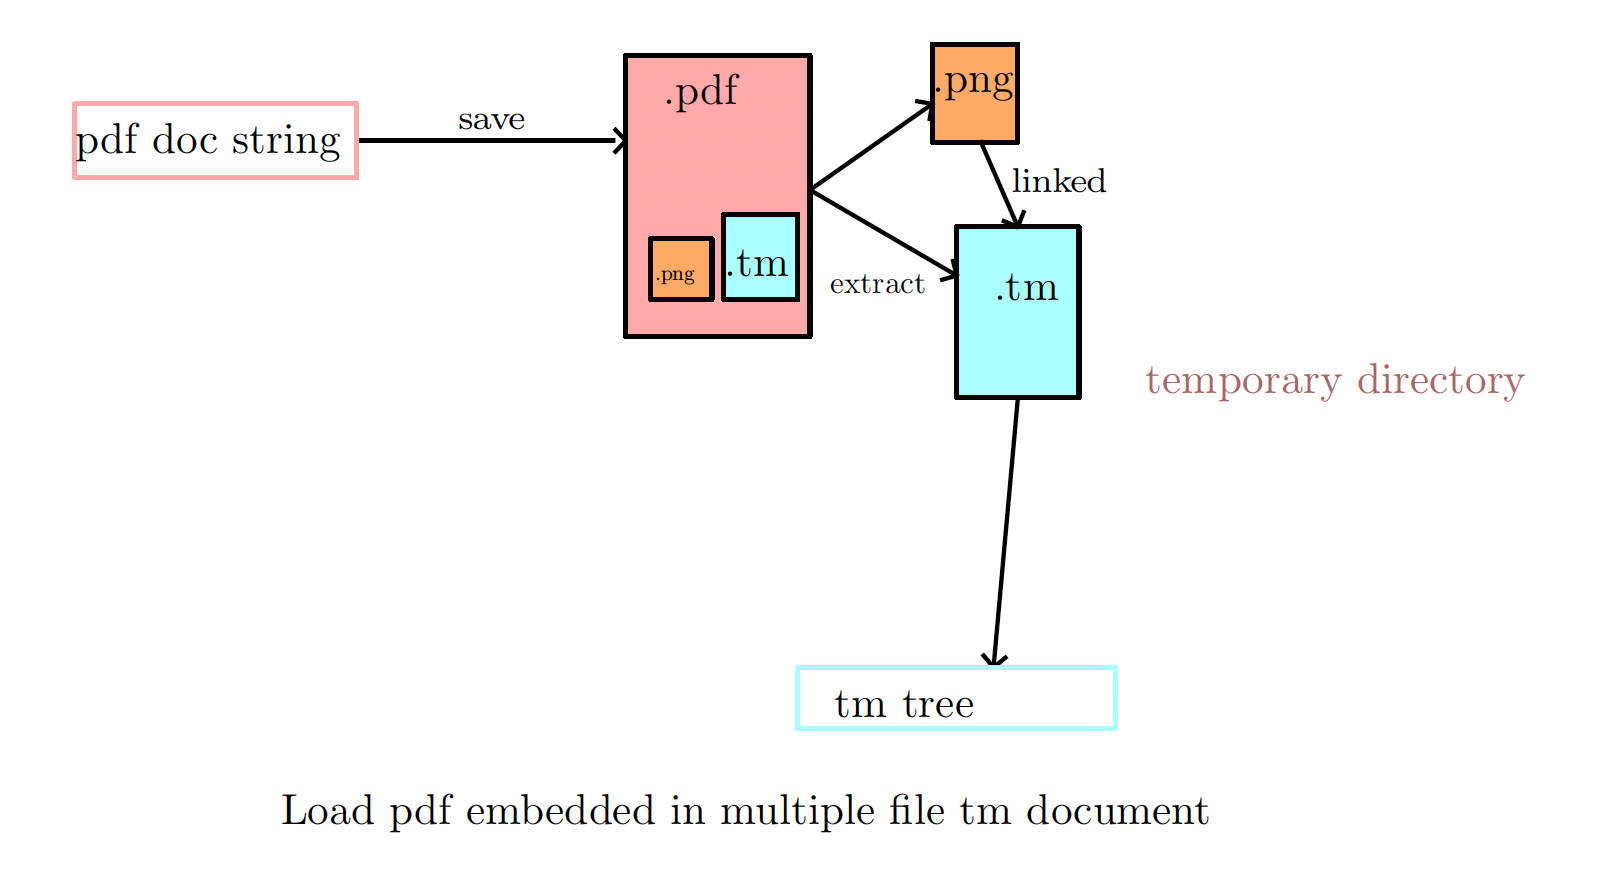 pdf doc string
save
.pdf
.png
.tm
.png
linked
extract
.tm
temporary directory
tm tree
Load pdf embedded in multiple file tm document